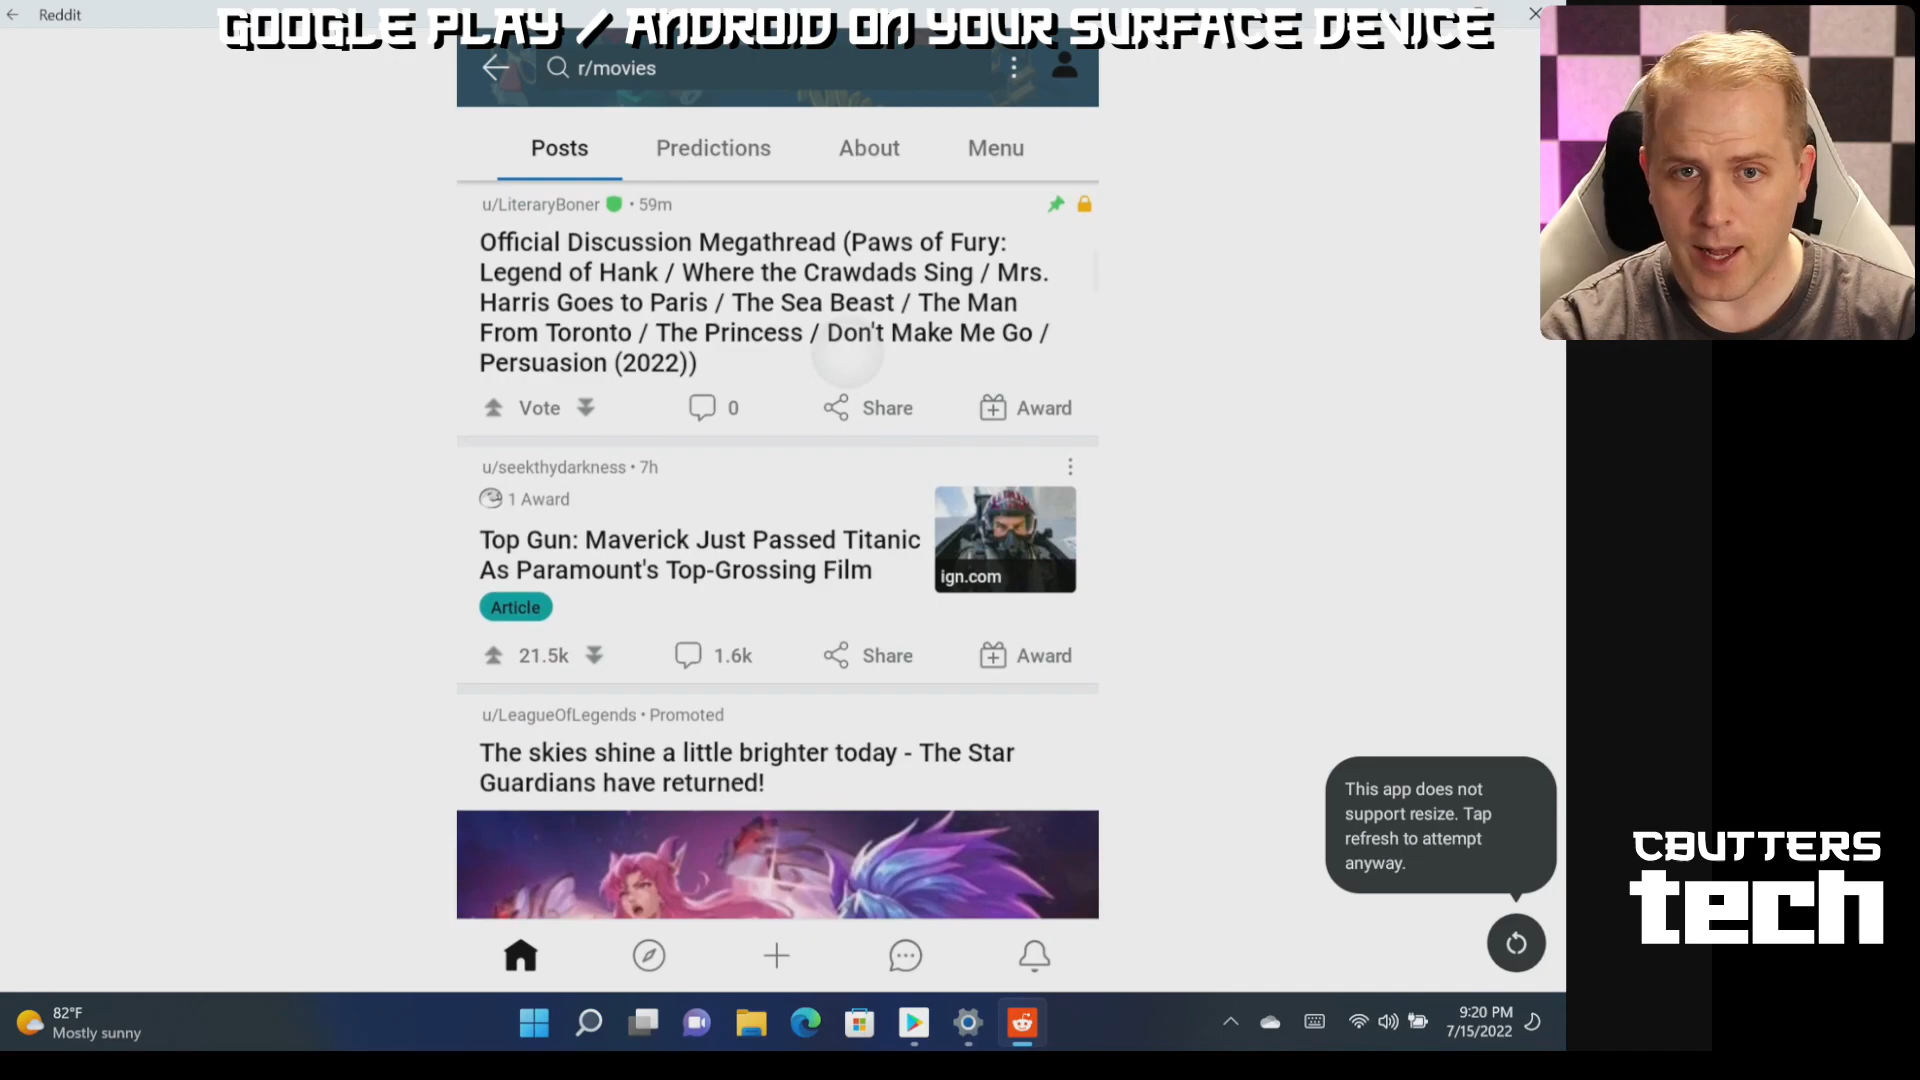 Reddit
GOOGLE PLAY / ANDROID ON YOUR SURFACE DEVICE
r/movies
Posts Predictions About Menu
u/LiteraryBoner • 59m
Official Discussion Megathread (Paws of Fury:
Legend of Hank / Where the Crawdads Sing / Mrs.
Harris Goes to Paris / The Sea Beast / The Man
From Toronto / The Princess / Don't Make Me Go /
Persuasion (2022))
Vote 0 Share Award
u/seekthydarkness • 7h
1 Award
Top Gun: Maverick Just Passed Titanic
As Paramount's Top-Grossing Film
ign.com
Article
21.5k 1.6k Share Award
u/LeagueOfLegends • Promoted
The skies shine a little brighter today - The Star
Guardians have returned!
This app does not
support resize. Tap
refresh to attempt
anyway.
CBUTTERS
tech
82°F
Mostly sunny
9:20 PM
7/15/2022